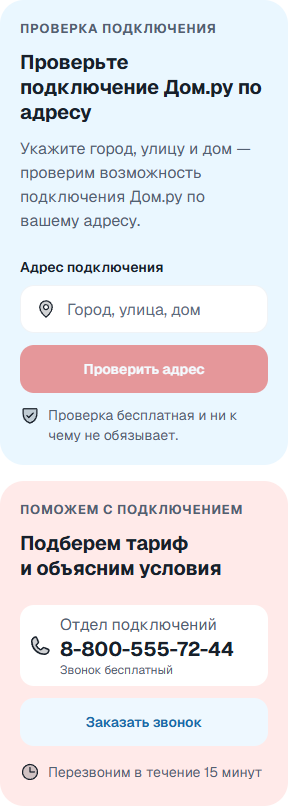 ПРОВЕРКА ПОДКЛЮЧЕНИЯ
Проверьте
подключение Дом.ру по
адресу
Укажите город, улицу и дом —
проверим возможность
подключения Дом.ру по
вашему адресу.
Адрес подключения
Город, улица, дом
Проверить адрес
Проверка бесплатная и ни к
чему не обязывает.
ПОМОЖЕМ С ПОДКЛЮЧЕНИЕМ
Подберем тариф
и объясним условия
Отдел подключений
8-800-555-72-44
Звонок бесплатный
Заказать звонок
Перезвоним в течение 15 минут